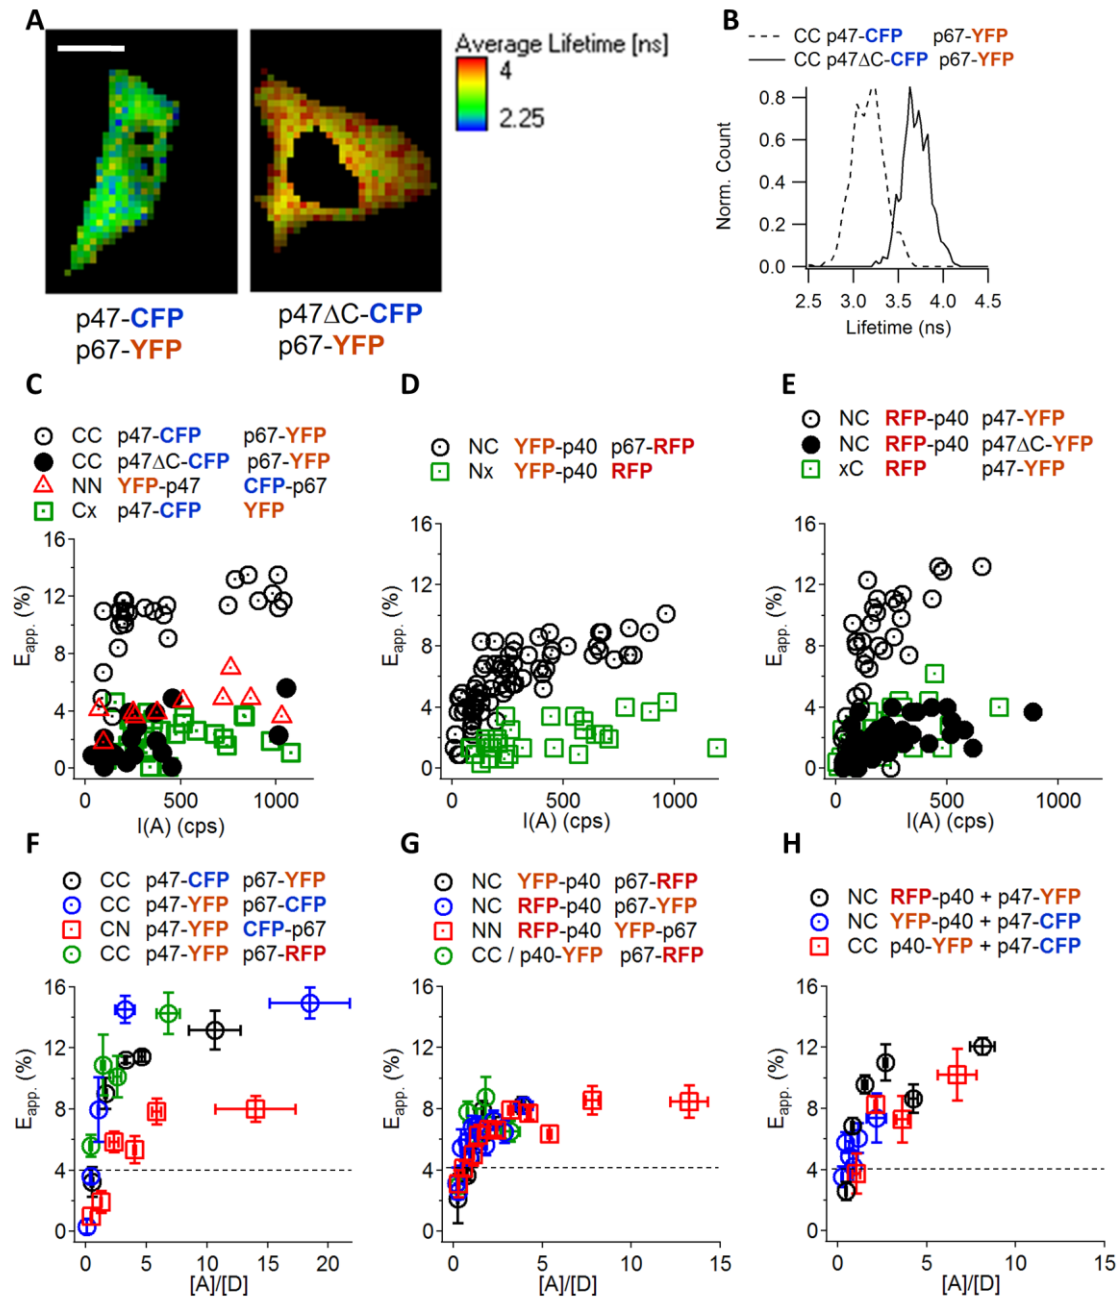 A
Average Lifetime [ns]
4
2.25
p47-CFP
p67-YFP
p47ΔC-CFP
p67-YFP
B
CC p47-CFP p67-YFP
CC p47ΔC-CFP p67-YFP
Norm. Count
0.8
0.6
0.4
0.2
0.0
2.5 3.0 3.5 4.0 4.5
Lifetime (ns)
C
CC p47-CFP p67-YFP
CC p47ΔC-CFP p67-YFP
NN YFP-p47 CFP-p67
Cx p47-CFP YFP
Eapp. (%)
16
12
8
4
0
0 500 1000
I(A) (cps)
D
NC YFP-p40 p67-RFP
Nx YFP-p40 RFP
Eapp. (%)
16
12
8
4
0
0 500 1000
I(A) (cps)
E
NC RFP-p40 p47-YFP
NC RFP-p40 p47ΔC-YFP
xC RFP p47-YFP
Eapp. (%)
16
12
8
4
0
0 500 1000
I(A) (cps)
F
CC p47-CFP p67-YFP
CC p47-YFP p67-CFP
CN p47-YFP CFP-p67
CC p47-YFP p67-RFP
Eapp. (%)
16
12
8
4
0
0 5 10 15 20
[A]/[D]
G
NC YFP-p40 p67-RFP
NC RFP-p40 p67-YFP
NN RFP-p40 YFP-p67
CC / p40-YFP p67-RFP
Eapp. (%)
16
12
8
4
0
0 5 10 15
[A]/[D]
H
NC RFP-p40 + p47-YFP
NC YFP-p40 + p47-CFP
CC p40-YFP + p47-CFP
Eapp. (%)
16
12
8
4
0
0 5 10 15
[A]/[D]